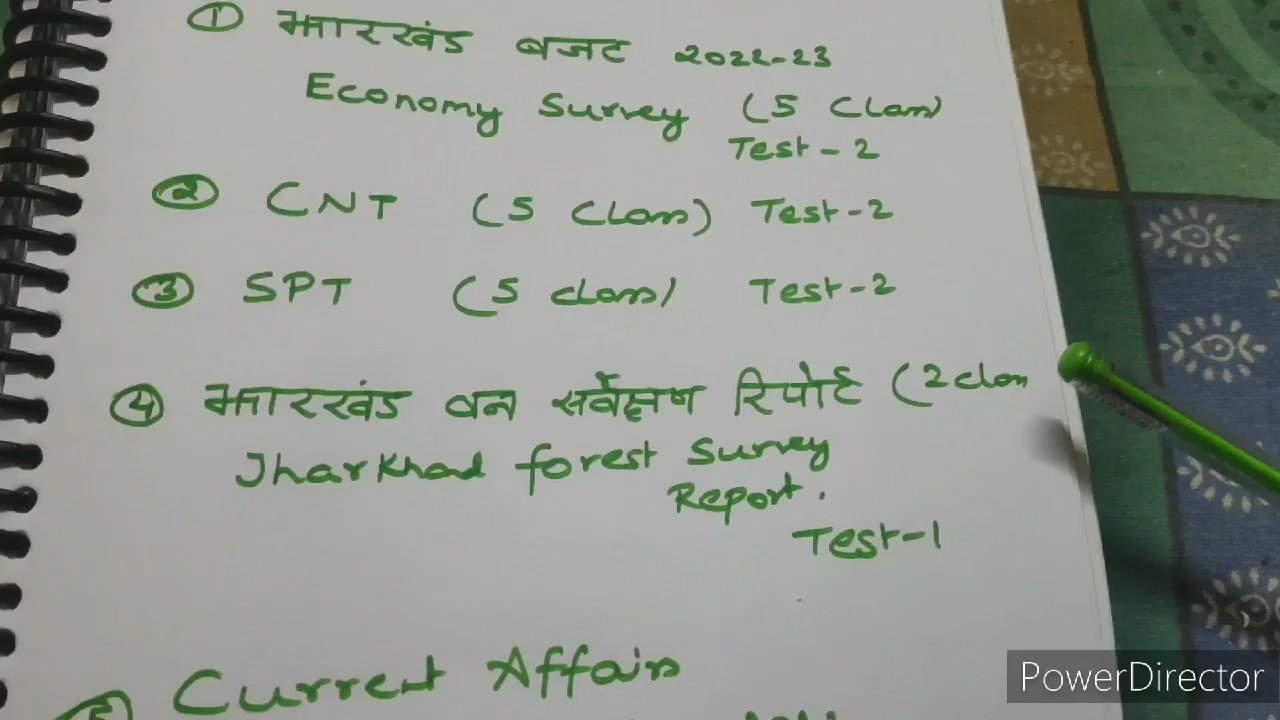 ① झारखंड बजट 2022-23
Economy Survey (5 Class)
Test-2
② CNT (5 Class) Test-2
③ SPT (5 class) Test-2
④ झारखंड वन सर्वेक्षण रिपोर्ट (2 class
Jharkhad forest Survey
Report.
Test-1
⑤ Current Affairs
PowerDirector